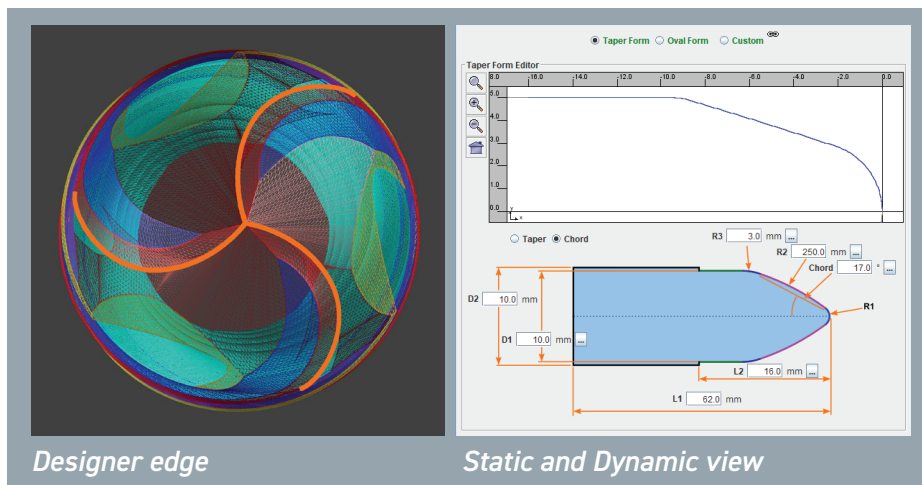 Taper Form Oval Form Custom
Taper Form Editor
8.0 16.0 14.0 12.0 10.0 -8.0 -6.0 -4.0 -2.0 0.0
5.0
4.0
3.0
2.0
1.0
0.0
Y
x
Taper Chord
R3 3.0 mm ...
R2 250.0 mm ...
Chord 17.0 ° ...
D2 10.0 mm
R1
D1 10.0 mm ...
L2 16.0 mm ...
L1 62.0 mm
Designer edge
Static and Dynamic view